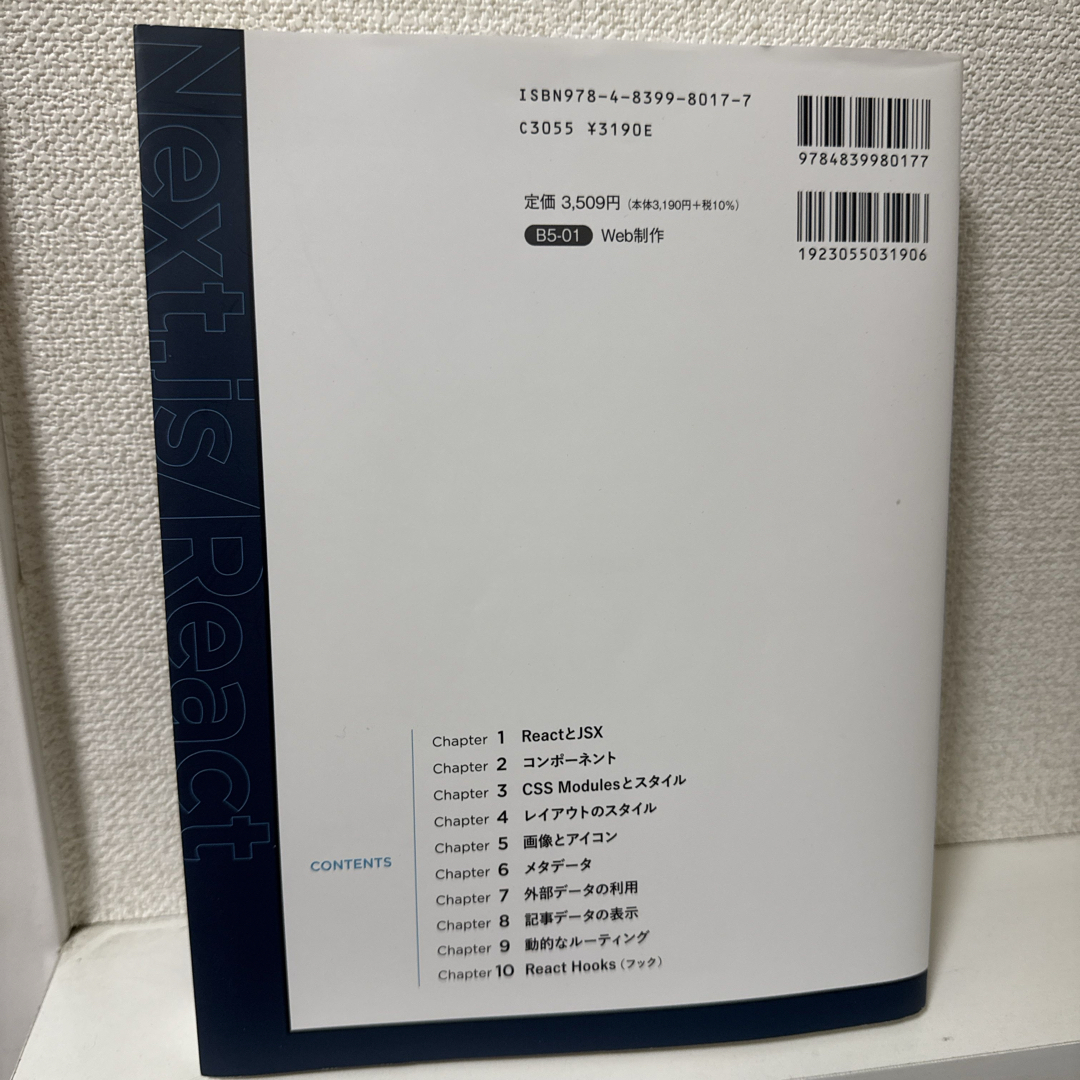 Next.js/React
ISBN978-4-8399-8017-7
C3055 ¥3190E
9784839980177
定価 3,509円（本体3,190円＋税10%）
B5-01 Web制作
1923055031906
CONTENTS
Chapter 1 ReactとJSX
Chapter 2 コンポーネント
Chapter 3 CSS Modulesとスタイル
Chapter 4 レイアウトのスタイル
Chapter 5 画像とアイコン
Chapter 6 メタデータ
Chapter 7 外部データの利用
Chapter 8 記事データの表示
Chapter 9 動的なルーティング
Chapter 10 React Hooks（フック）